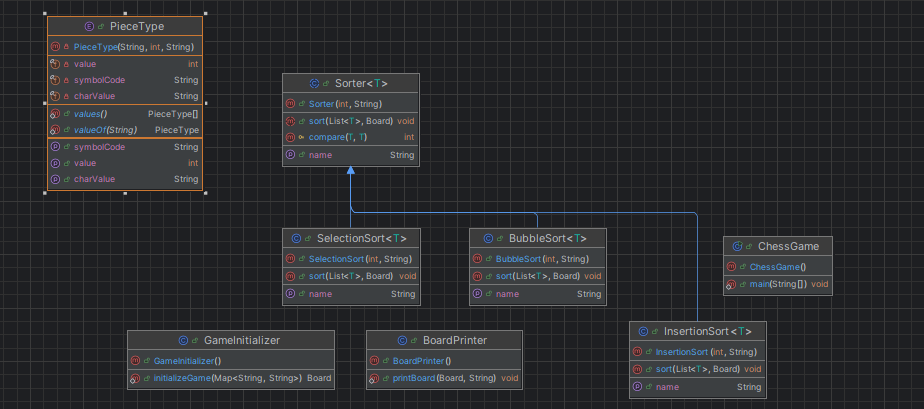 PieceType
PieceType(String, int, String)
value int
symbolCode String
charValue String
values() PieceType[]
valueOf(String) PieceType
symbolCode String
value int
charValue String
Sorter<T>
Sorter(int, String)
sort(List<T>, Board) void
compare(T, T) int
name String
SelectionSort<T>
SelectionSort(int, String)
sort(List<T>, Board) void
name String
BubbleSort<T>
BubbleSort(int, String)
sort(List<T>, Board) void
name String
ChessGame
ChessGame()
main(String[]) void
GameInitializer
GameInitializer()
initializeGame(Map<String, String>) Board
BoardPrinter
BoardPrinter()
printBoard(Board, String) void
InsertionSort<T>
InsertionSort(int, String)
sort(List<T>, Board) void
name String